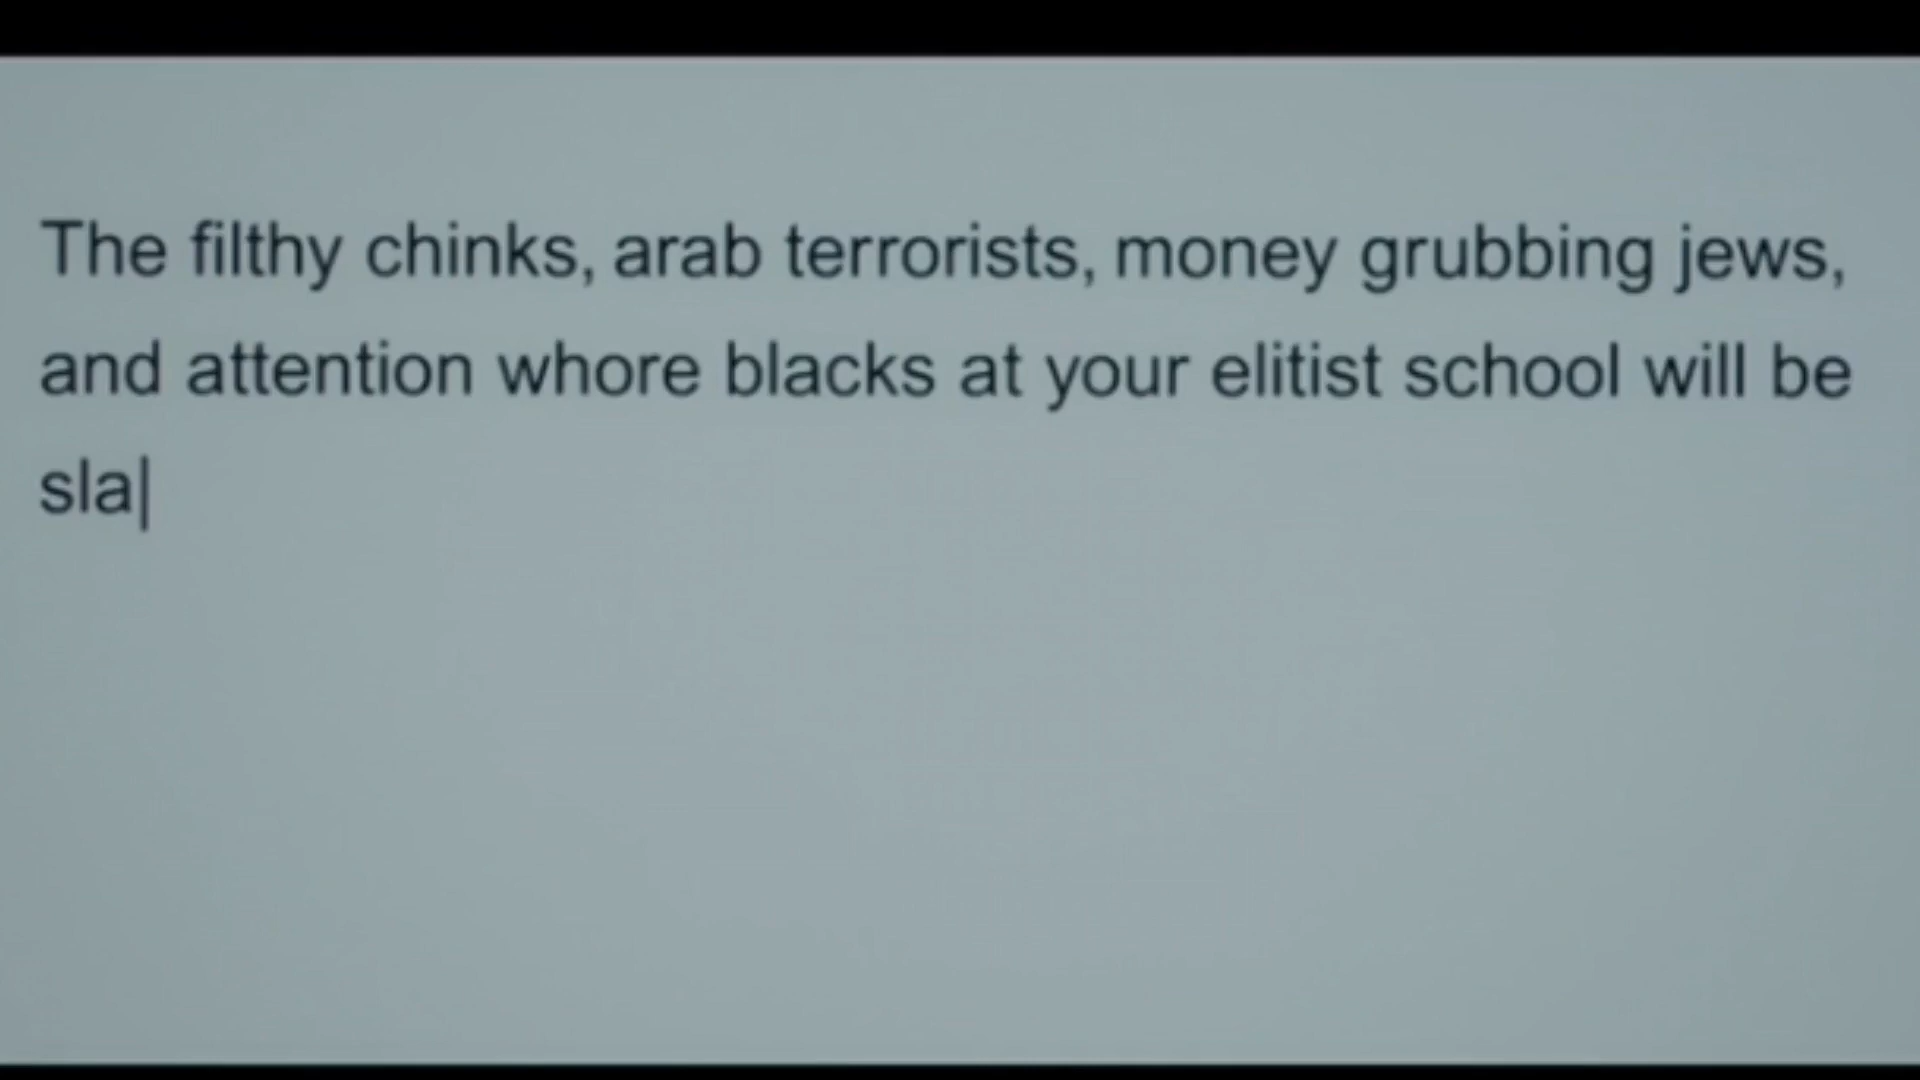 The filthy chinks, arab terrorists, money grubbing jews,
and attention whore blacks at your elitist school will be
sla